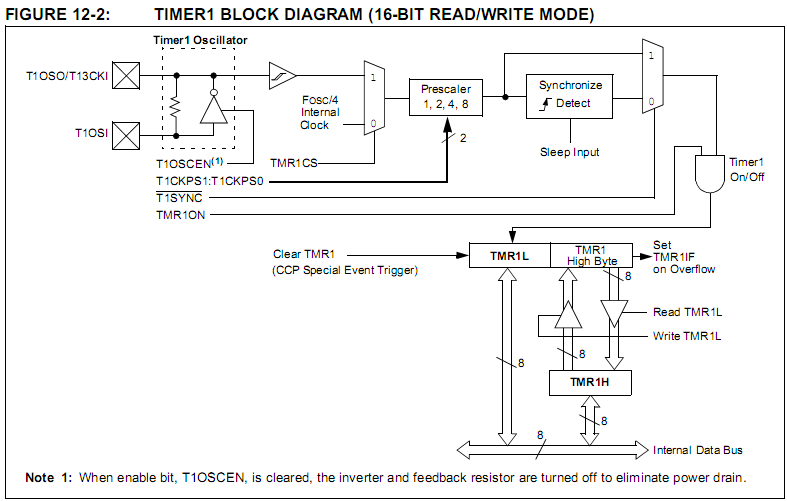 FIGURE 12-2: TIMER1 BLOCK DIAGRAM (16-BIT READ/WRITE MODE)
Timer1 Oscillator
T1OSO/T13CKI
T1OSI
1
FOSC/4
Internal
Clock
0
Prescaler
1, 2, 4, 8
Synchronize
Detect
1
0
2
Sleep Input
T1OSCEN(1)
TMR1CS
T1CKPS1:T1CKPS0
T1SYNC
TMR1ON
Timer1
On/Off
Clear TMR1
(CCP Special Event Trigger)
TMR1L
TMR1
High Byte
Set
TMR1IF
on Overflow
8
Read TMR1L
Write TMR1L
8
8
TMR1H
8
8
Internal Data Bus
Note 1: When enable bit, T1OSCEN, is cleared, the inverter and feedback resistor are turned off to eliminate power drain.